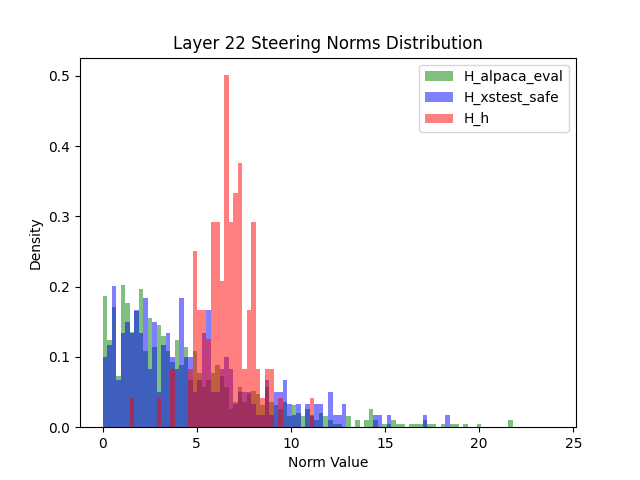 Layer 22 Steering Norms Distribution
H_alpaca_eval
H_xstest_safe
H_h
Density
0.5
0.4
0.3
0.2
0.1
0.0
0 5 10 15 20 25
Norm Value